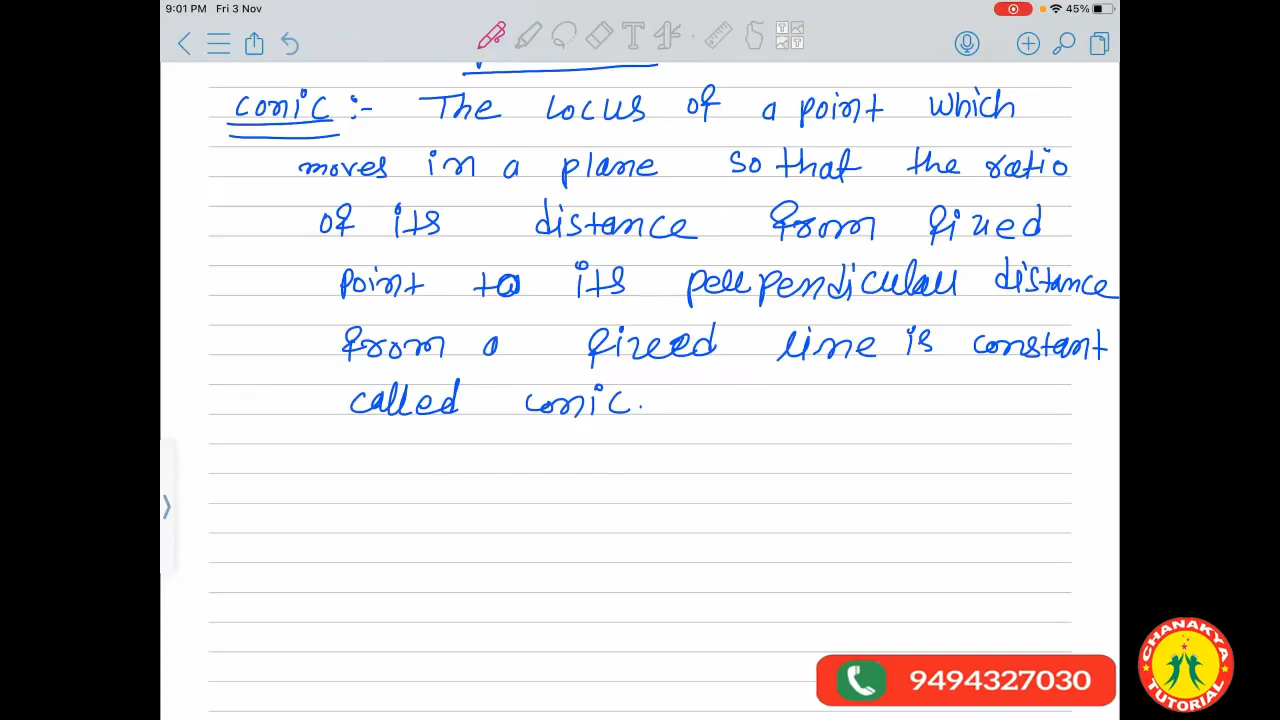 9:01 PM Fri 3 Nov
45%
conic :- The locus of a point which
moves in a plane so that the ratio
of its distance from fixed
point to its perpendicular distance
from a fixed line is constant
called conic.
9494327030
CHANAKYA
TUTORIAL